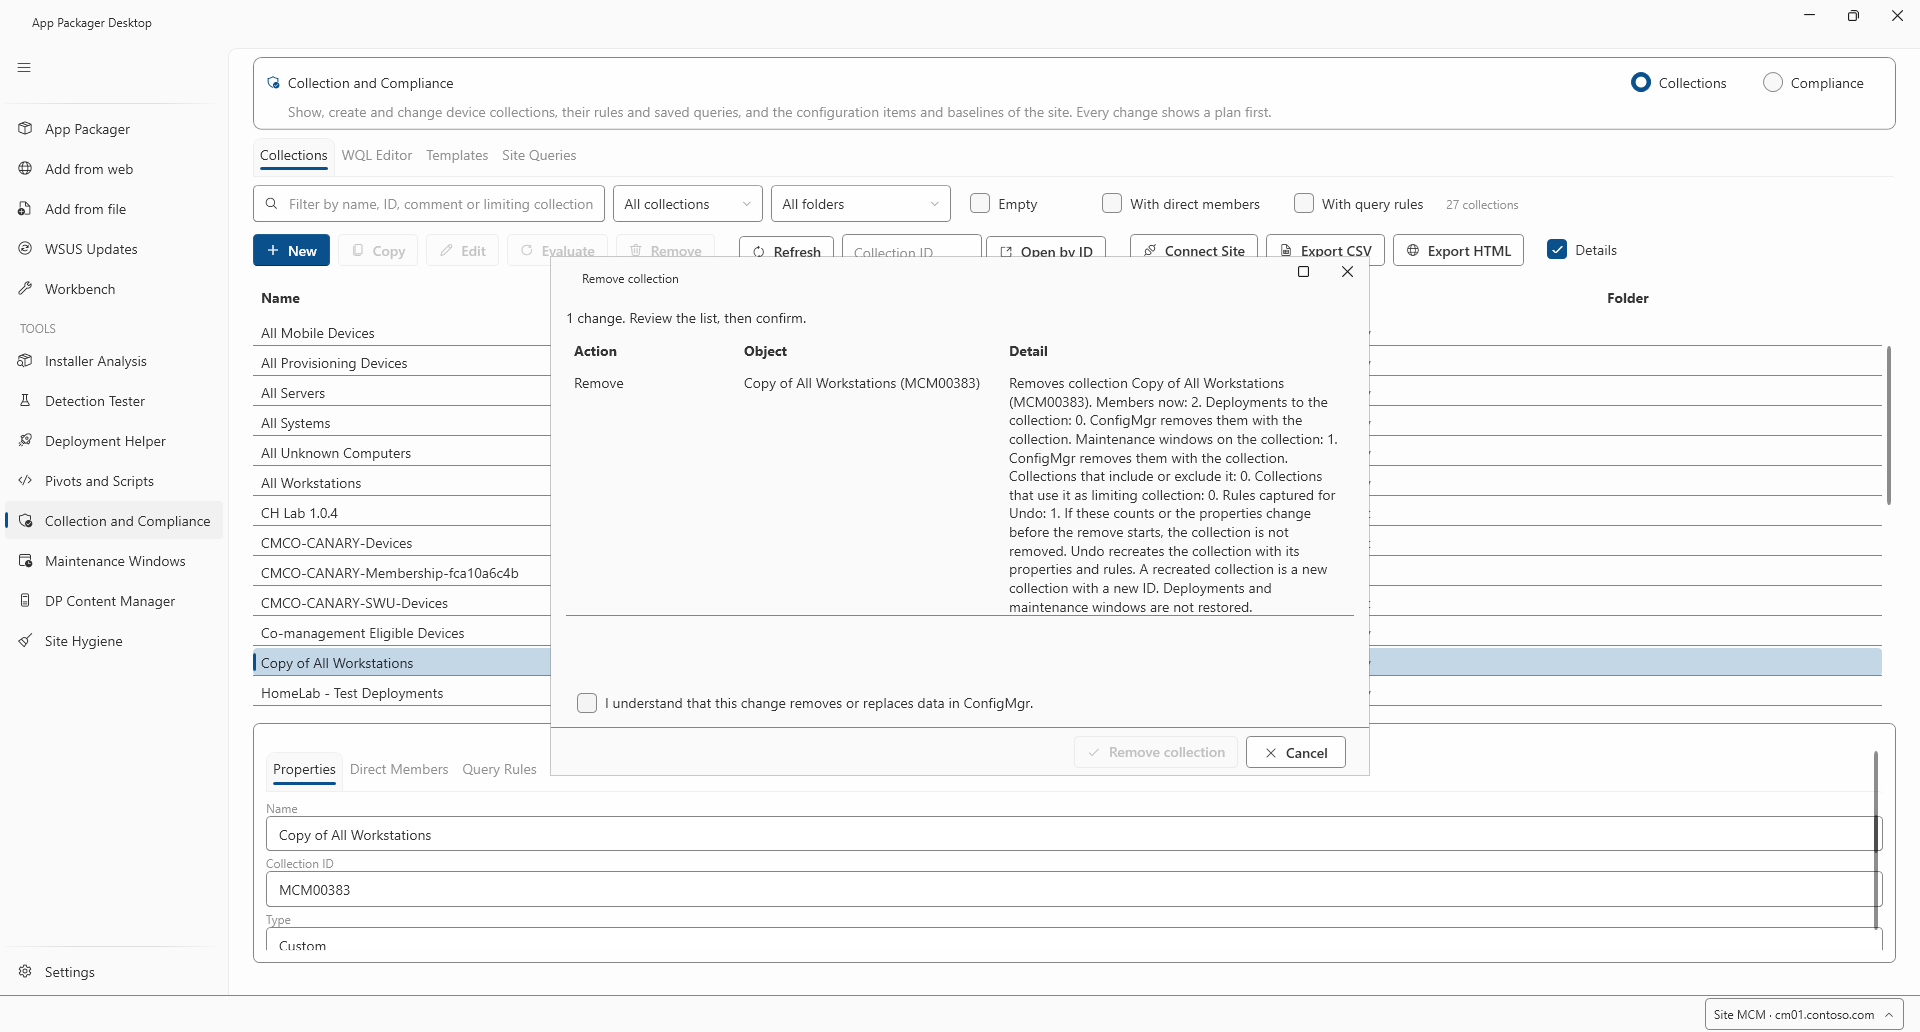 App Packager Desktop
Collection and Compliance
Collections
Compliance
Show, create and change device collections, their rules and saved queries, and the configuration items and baselines of the site. Every change shows a plan first.
App Packager
Add from web
Add from file
WSUS Updates
Workbench
TOOLS
Installer Analysis
Detection Tester
Deployment Helper
Pivots and Scripts
Collection and Compliance
Maintenance Windows
DP Content Manager
Site Hygiene
Settings
Collections WQL Editor Templates Site Queries
Filter by name, ID, comment or limiting collection
All collections
All folders
Empty
With direct members
With query rules
27 collections
New
Copy
Edit
Evaluate
Remove
Refresh
Collection ID
Open by ID
Connect Site
Export CSV
Export HTML
Details
Name
Folder
All Mobile Devices
All Provisioning Devices
All Servers
All Systems
All Unknown Computers
All Workstations
CH Lab 1.0.4
CMCO-CANARY-Devices
CMCO-CANARY-Membership-fca10a6c4b
CMCO-CANARY-SWU-Devices
Co-management Eligible Devices
Copy of All Workstations
HomeLab - Test Deployments
Remove collection
1 change. Review the list, then confirm.
Action Object Detail
Remove
Copy of All Workstations (MCM00383)
Removes collection Copy of All Workstations
(MCM00383). Members now: 2. Deployments to the
collection: 0. ConfigMgr removes them with the
collection. Maintenance windows on the collection: 1.
ConfigMgr removes them with the collection.
Collections that include or exclude it: 0. Collections
that use it as limiting collection: 0. Rules captured for
Undo: 1. If these counts or the properties change
before the remove starts, the collection is not
removed. Undo recreates the collection with its
properties and rules. A recreated collection is a new
collection with a new ID. Deployments and
maintenance windows are not restored.
I understand that this change removes or replaces data in ConfigMgr.
Remove collection
Cancel
Properties Direct Members Query Rules
Name
Copy of All Workstations
Collection ID
MCM00383
Type
Custom
Site MCM · cm01.contoso.com